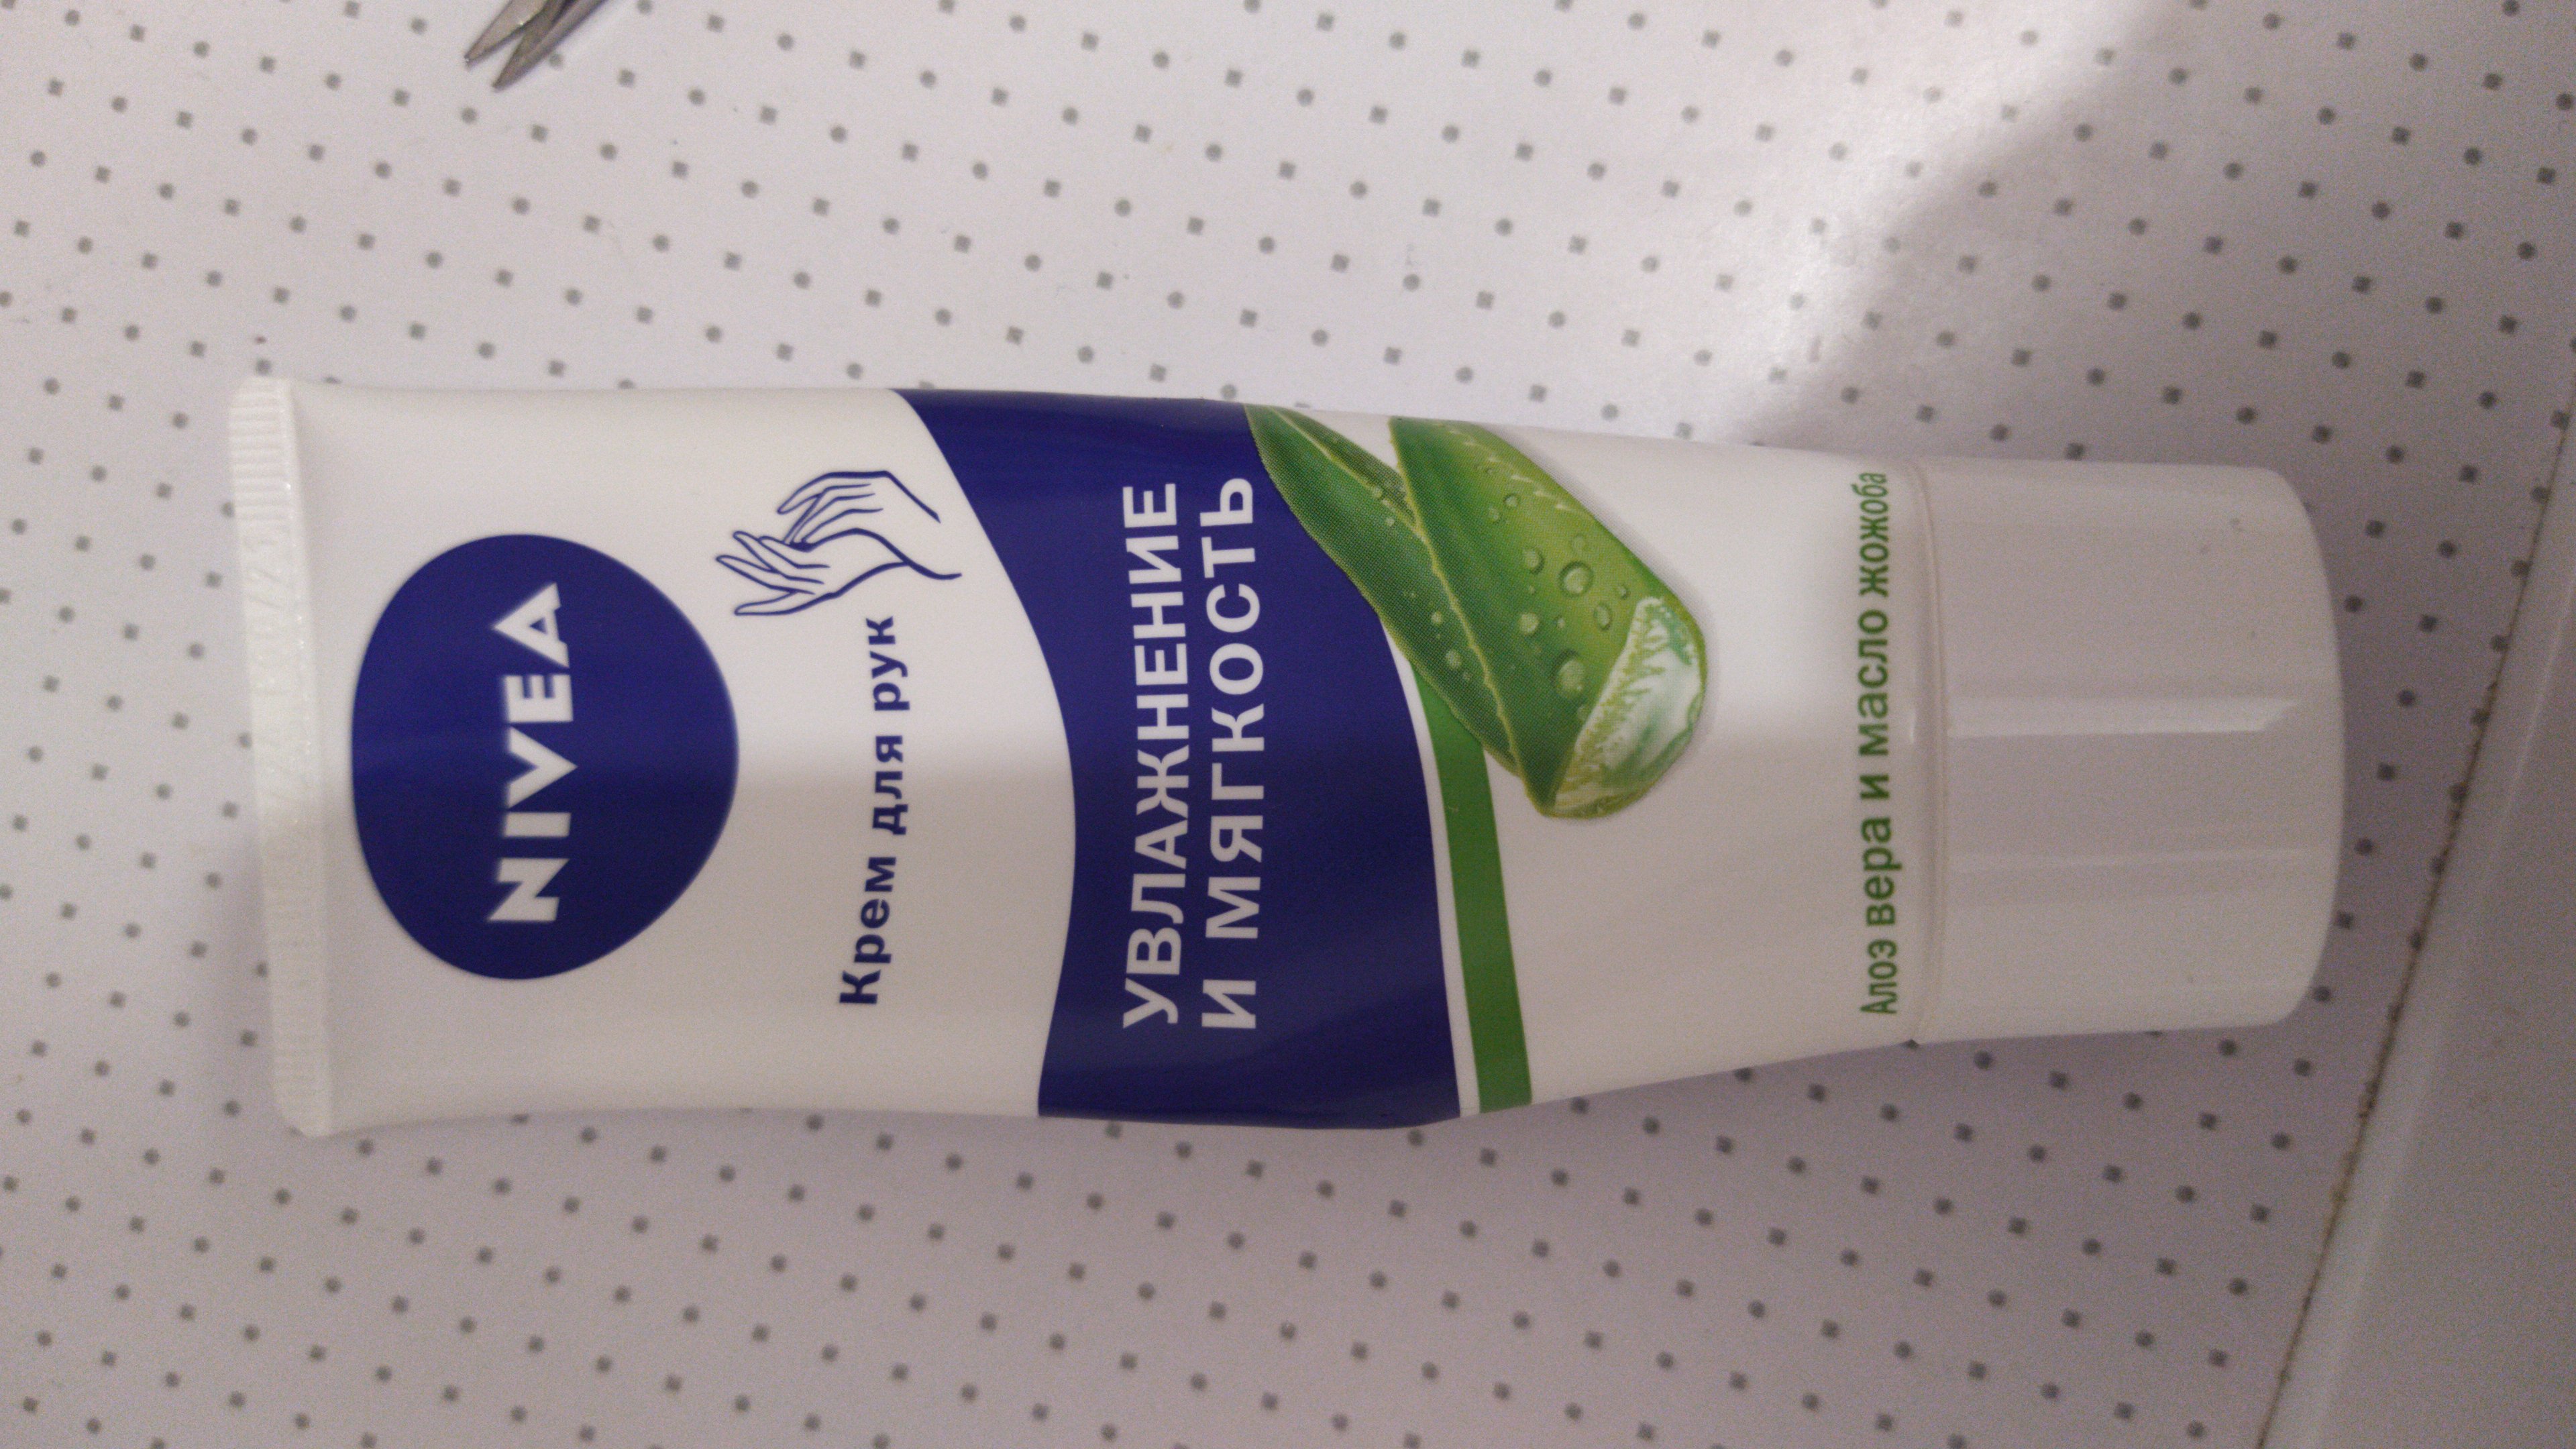 NIVEA
Крем для рук
УВЛАЖНЕНИЕ
И МЯГКОСТЬ
Алоэ вера и масло жожоба